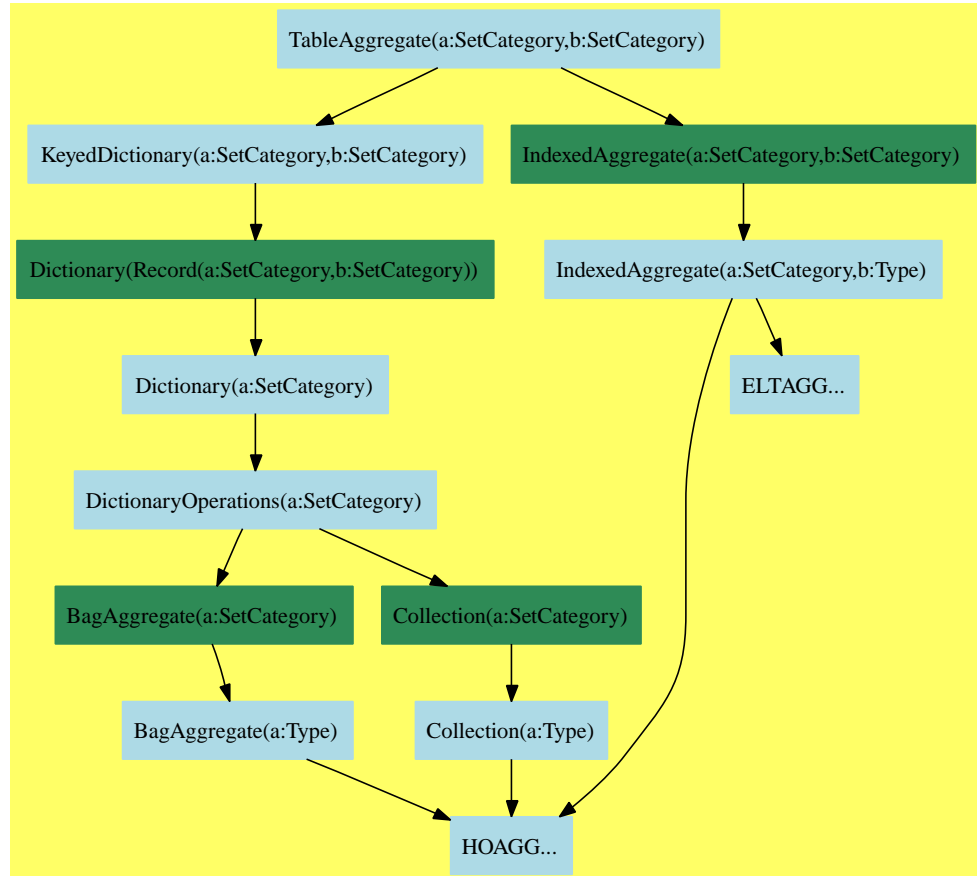 TableAggregate(a:SetCategory,b:SetCategory)
KeyedDictionary(a:SetCategory,b:SetCategory)
IndexedAggregate(a:SetCategory,b:SetCategory)
Dictionary(Record(a:SetCategory,b:SetCategory))
IndexedAggregate(a:SetCategory,b:Type)
Dictionary(a:SetCategory)
ELTAGG...
DictionaryOperations(a:SetCategory)
BagAggregate(a:SetCategory)
Collection(a:SetCategory)
BagAggregate(a:Type)
Collection(a:Type)
HOAGG...